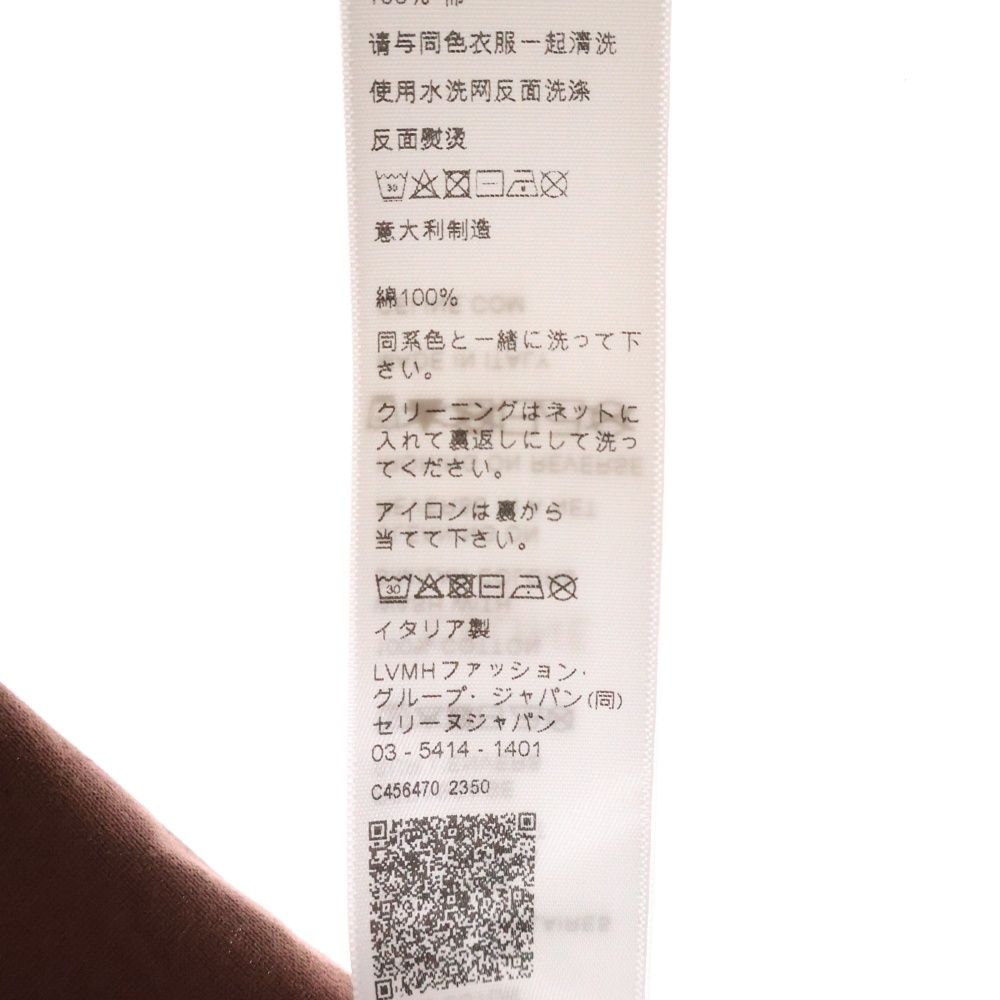 100% 棉
请与同色衣服一起清洗
使用水洗网反面洗涤
反面熨烫
30
意大利制造
綿100%
同系色と一緒に洗って下
さい。
クリーニングはネットに
入れて裏返しにして洗っ
てください。
アイロンは裏から
当てて下さい。
30
イタリア製
LVMHファッション・
グループ・ジャパン(同)
セリーヌジャパン
03 - 5414 - 1401
C456470 2350